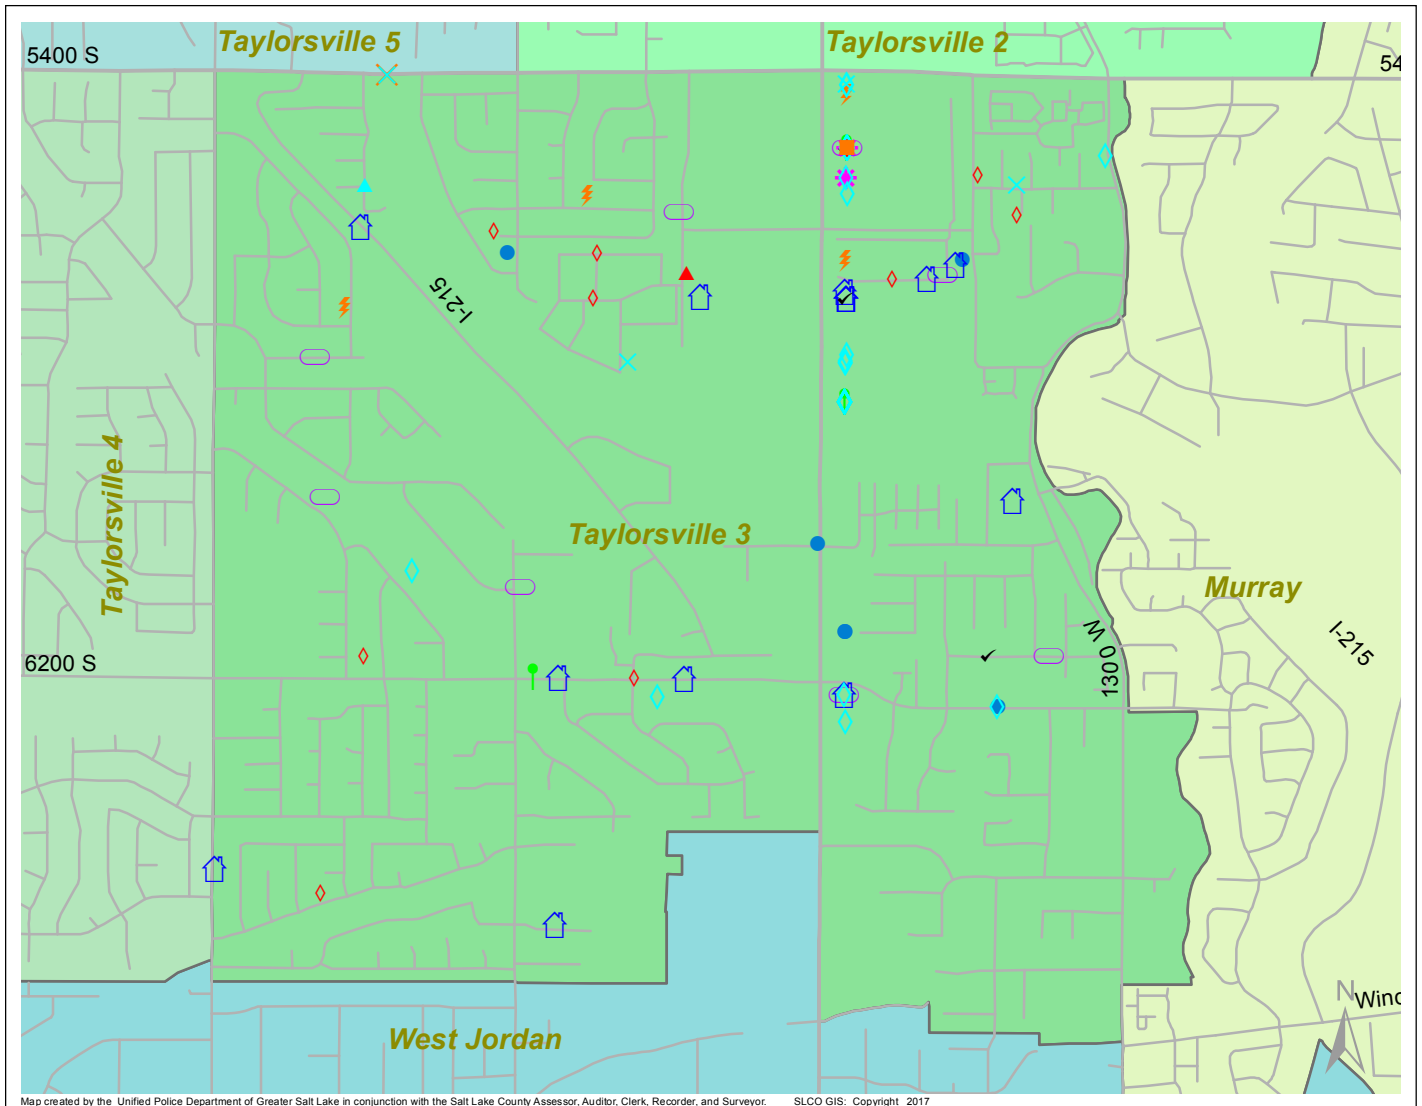 Taylorsville 5
Taylorsville 2
5400 S
54
I-215
Taylorsville 4
Taylorsville 3
Murray
I-215
1300 W
6200 S
West Jordan
N
Winc
Map created by the Unified Police Department of Greater Salt Lake in conjunction with the Salt Lake County Assessor, Auditor, Clerk, Recorder, and Surveyor. SLCO GIS: Copyright 2017